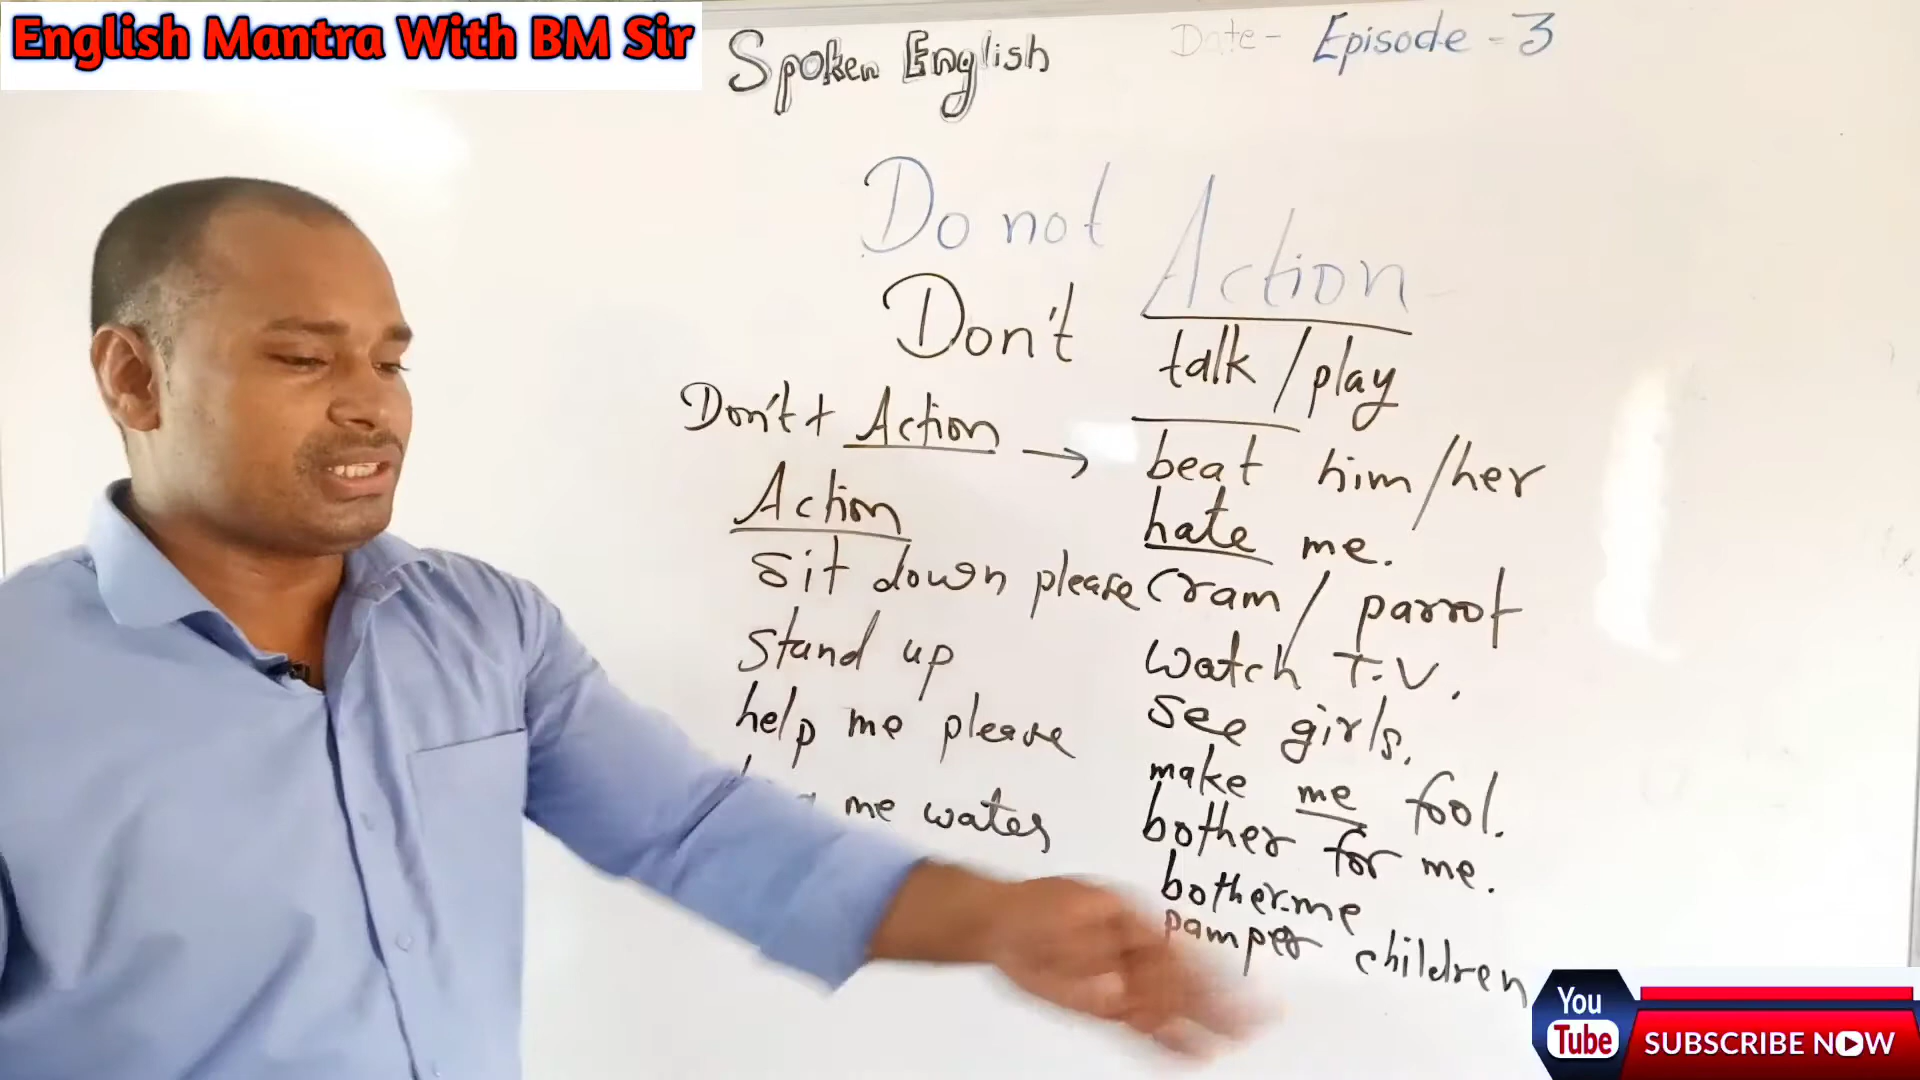 English Mantra With BM Sir
Spoken English
Date - Episode - 3
Do not Action
Don't talk / play
Don't + Action → beat him/her
Action
hate me.
sit down please
cram / parrot
stand up
watch T.V.
help me please
see girls.
make me fool.
me water
bother for me.
bother me
pamper children
You
Tube
SUBSCRIBE NOW